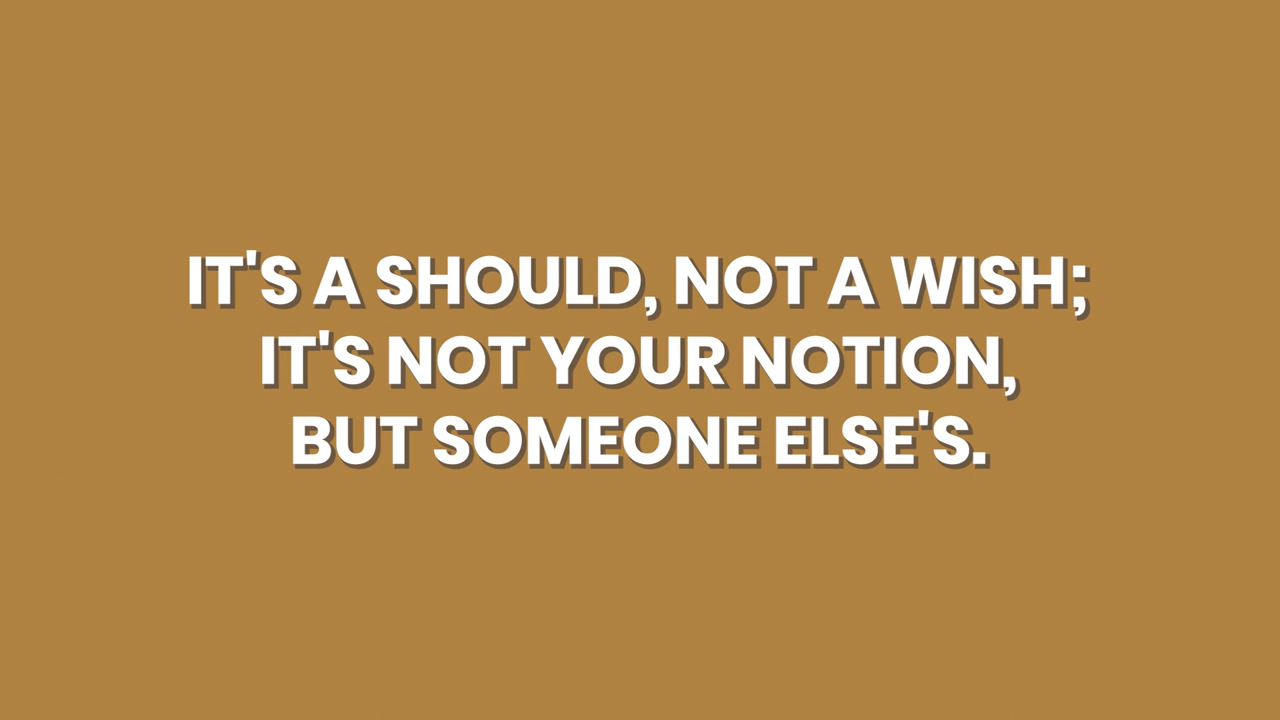 IT'S A SHOULD, NOT A WISH;
IT'S NOT YOUR NOTION,
BUT SOMEONE ELSE'S.